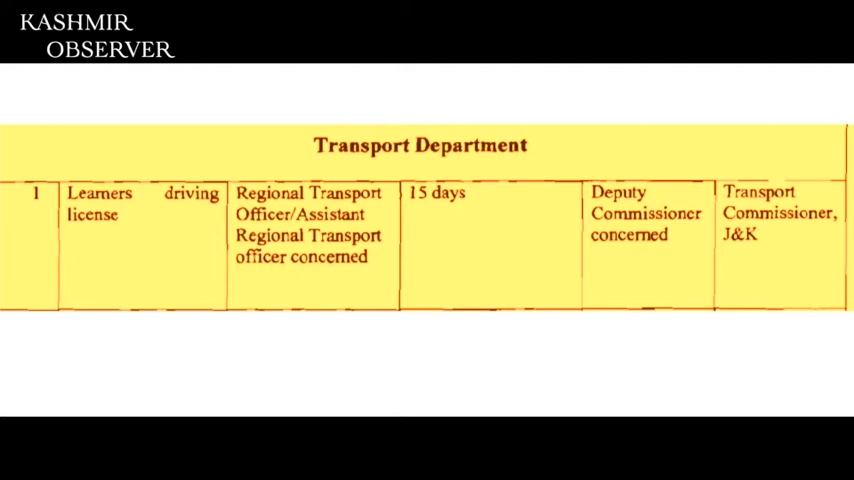 KASHMIR
OBSERVER
Transport Department
1
Learners driving
license
Regional Transport
Officer/Assistant
Regional Transport
officer concerned
15 days
Deputy
Commissioner
concerned
Transport
Commissioner,
J&K